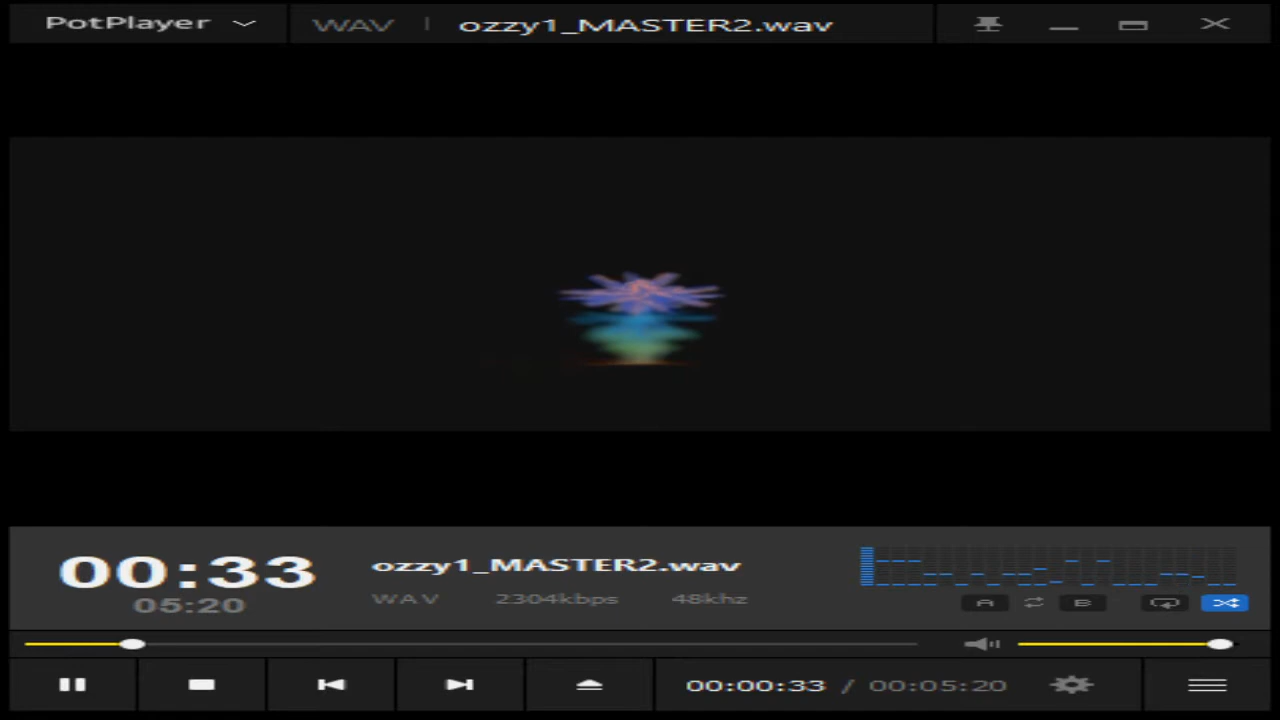 PotPlayer
WAV | ozzy1_MASTER2.wav
00:33
05:20
ozzy1_MASTER2.wav
WAV 2304kbps 48khz
A B
00:00:33 / 00:05:20